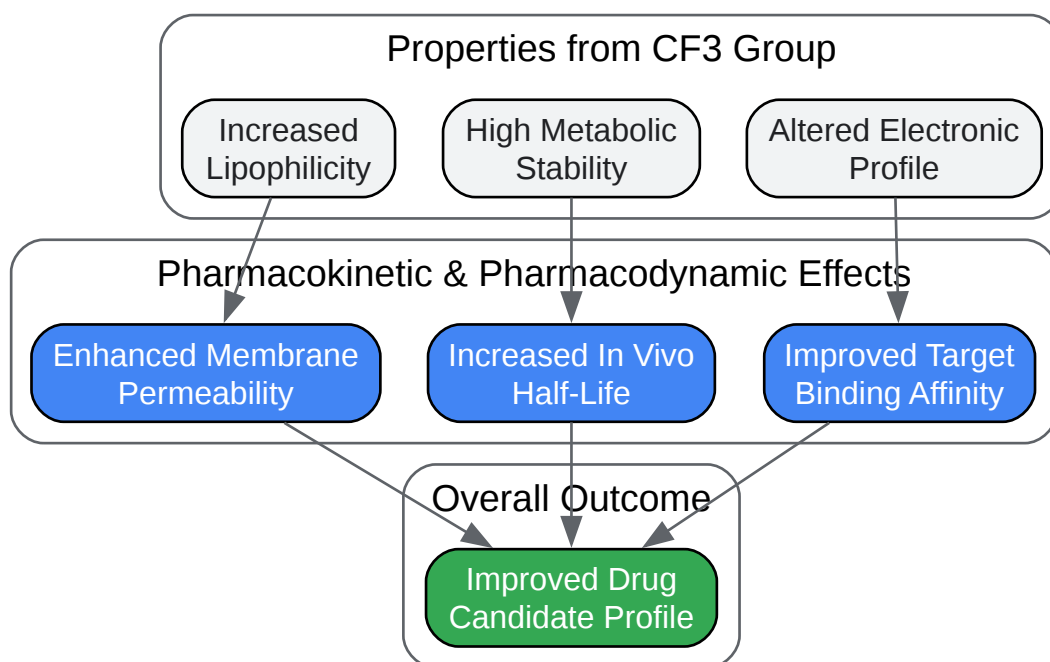 Properties from CF3 Group
Increased
Lipophilicity
High Metabolic
Stability
Altered Electronic
Profile
Pharmacokinetic & Pharmacodynamic Effects
Enhanced Membrane
Permeability
Increased In Vivo
Half-Life
Improved Target
Binding Affinity
Overall Outcome
Improved Drug
Candidate Profile